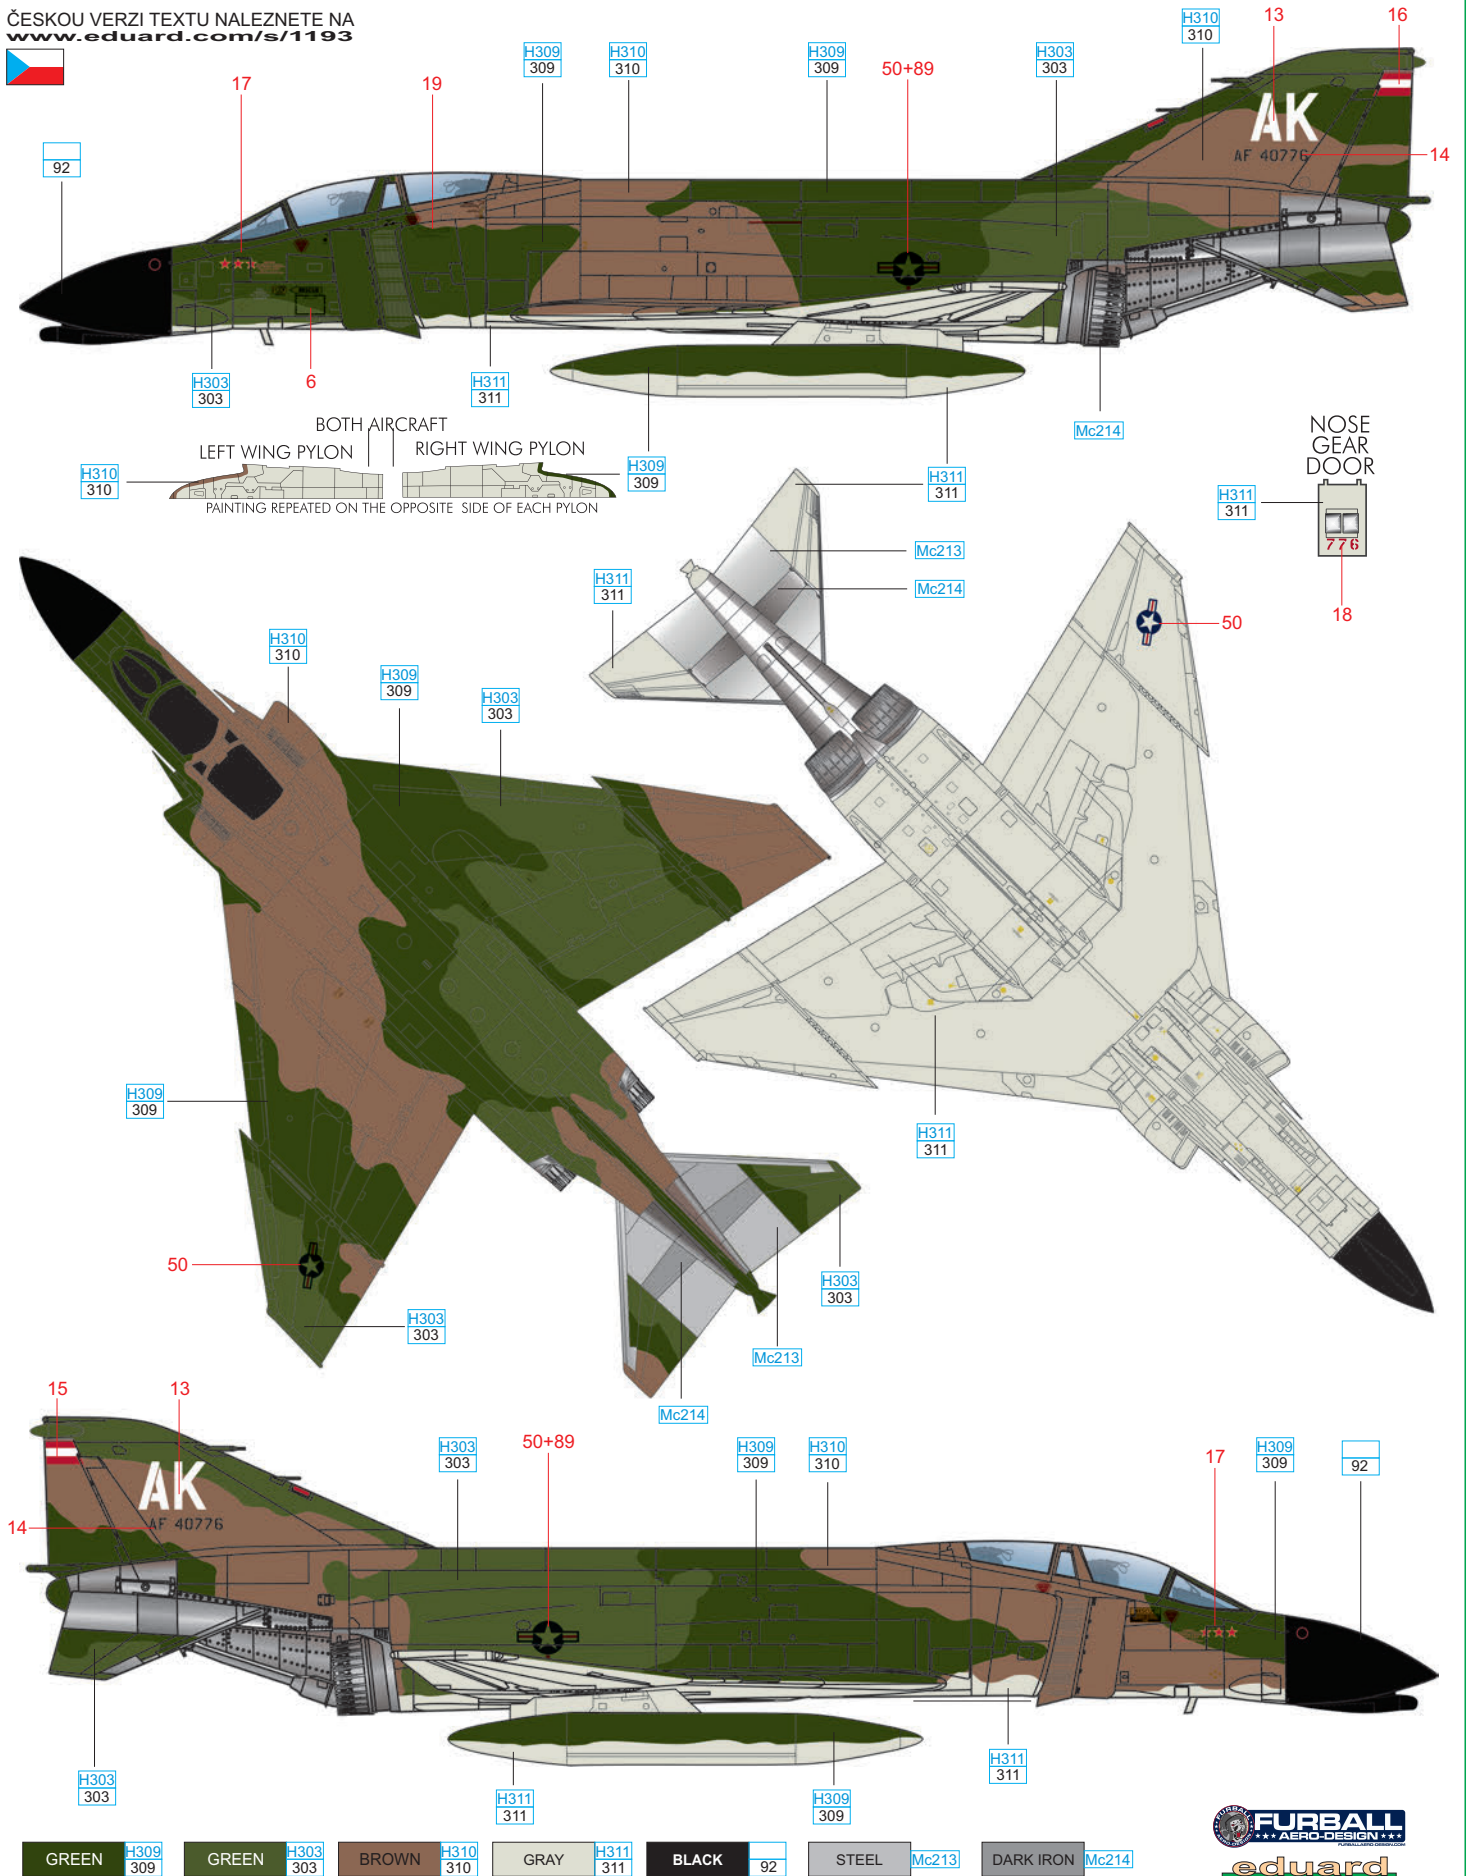 ČESKOU VERZI TEXTU NALEZNETE NA
www.eduard.com/s/1193
H310
310
13
16
H309
309
H310
310
H309
309
50+89
H303
303
17
19
92
AK
AF 40776
14
H303
303
6
H311
311
Mc214
BOTH AIRCRAFT
LEFT WING PYLON
RIGHT WING PYLON
H310
310
H309
309
H311
311
PAINTING REPEATED ON THE OPPOSITE SIDE OF EACH PYLON
NOSE
GEAR
DOOR
H311
311
776
18
Mc213
Mc214
H311
311
50
H310
310
H309
309
H303
303
H309
309
H311
311
50
H303
303
H303
303
Mc213
Mc214
15
13
H303
303
50+89
H309
309
H310
310
17
H309
309
92
AK
AF 40776
14
H303
303
H311
311
H309
309
H311
311
FURBALL
AERO-DESIGN
FURBALLAERO-DESIGN.COM
GREEN
H309
309
GREEN
H303
303
BROWN
H310
310
GRAY
H311
311
BLACK
92
STEEL
Mc213
DARK IRON
Mc214
eduard